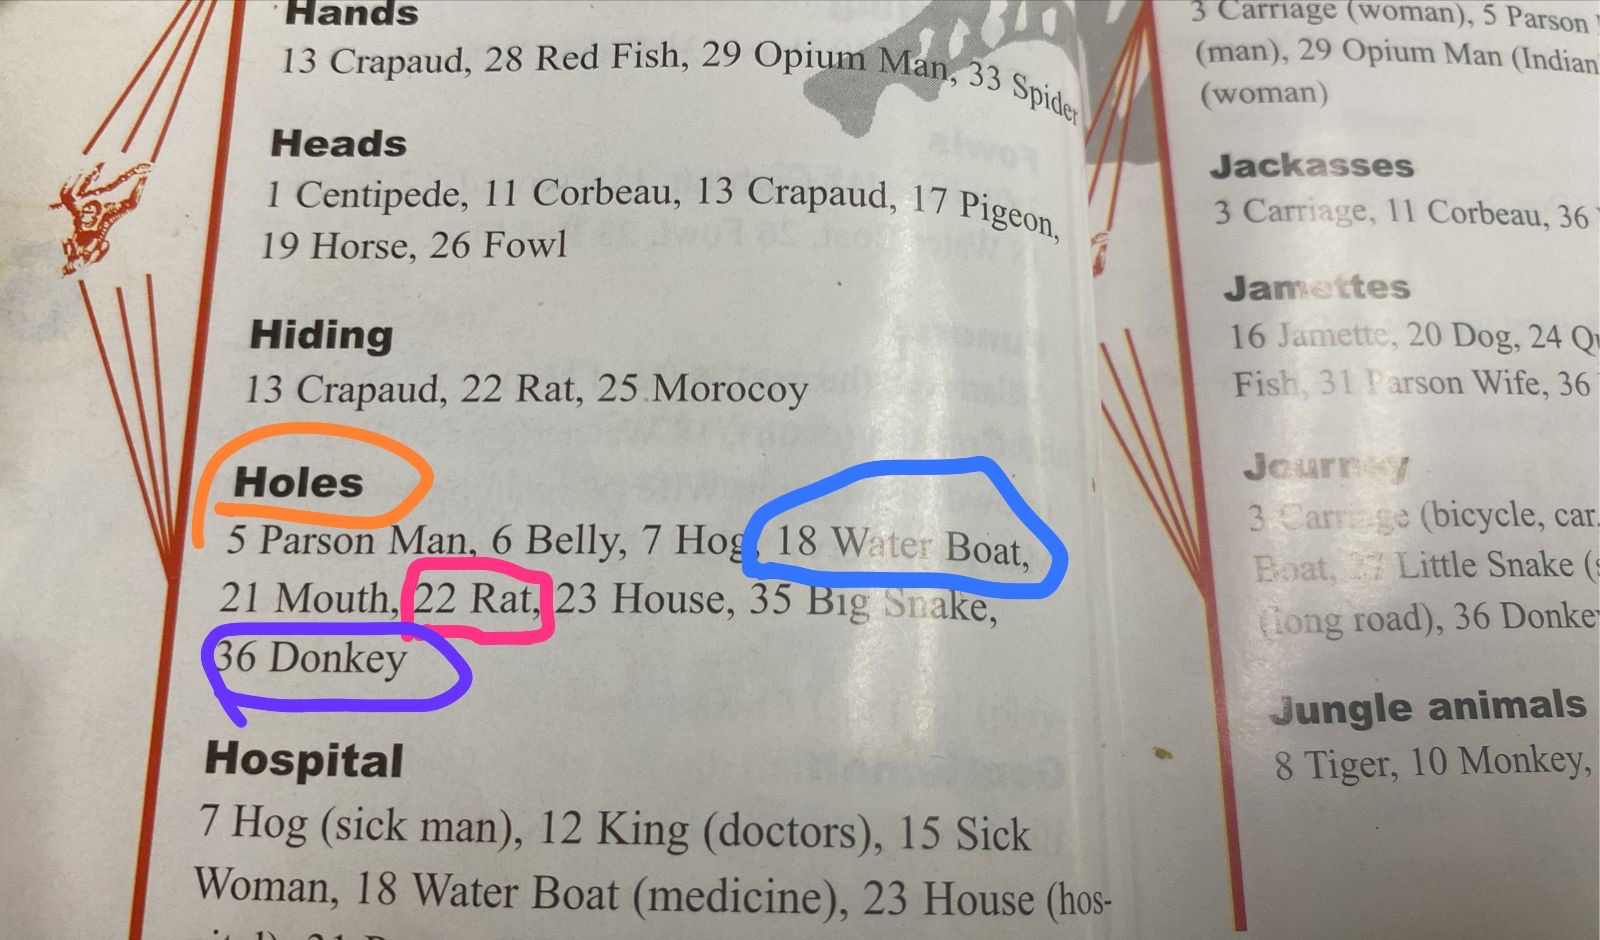 Hands
13 Crapaud, 28 Red Fish, 29 Opium Man, 33 Spider
Heads
1 Centipede, 11 Corbeau, 13 Crapaud, 17 Pigeon,
19 Horse, 26 Fowl
Hiding
13 Crapaud, 22 Rat, 25 Morocoy
Holes
5 Parson Man, 6 Belly, 7 Hog, 18 Water Boat,
21 Mouth, 22 Rat, 23 House, 35 Big Snake,
36 Donkey
Hospital
7 Hog (sick man), 12 King (doctors), 15 Sick
Woman, 18 Water Boat (medicine), 23 House (hos-
3 Carriage (woman), 5 Parson
(man), 29 Opium Man (Indian
(woman)
Jackasses
3 Carriage, 11 Corbeau, 36
Jamettes
16 Jamette, 20 Dog, 24
Fish, 31 Parson Wife, 36
Journey
3 Carriage (bicycle, car.
Boat, 27 Little Snake
(long road), 36 Donkey
Jungle animals
8 Tiger, 10 Monkey,